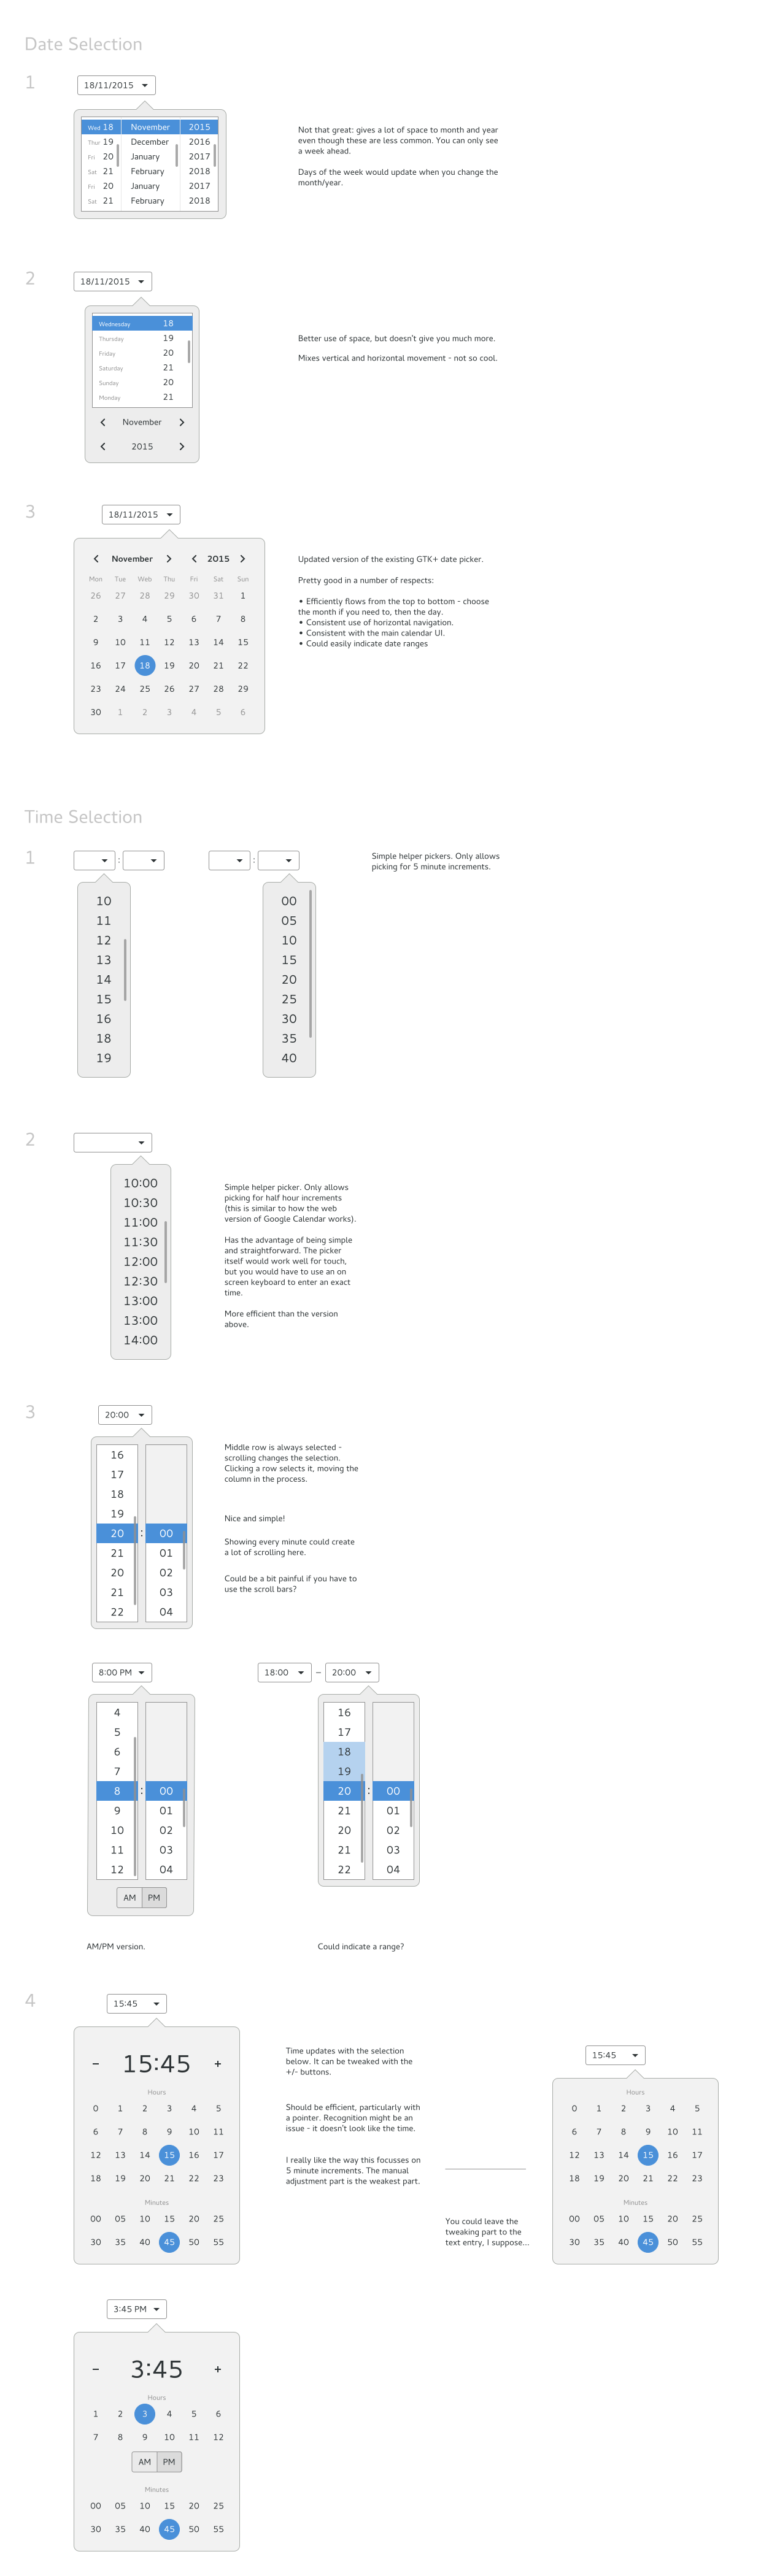 Date Selection
1
18/11/2015
Wed 18 November 2015
Thur 19 December 2016
Fri 20 January 2017
Sat 21 February 2018
Fri 20 January 2017
Sat 21 February 2018
Not that great: gives a lot of space to month and year
even though these are less common. You can only see
a week ahead.
Days of the week would update when you change the
month/year.
2
18/11/2015
Wednesday 18
Thursday 19
Friday 20
Saturday 21
Sunday 20
Monday 21
November
2015
Better use of space, but doesn't give you much more.
Mixes vertical and horizontal movement - not so cool.
3
18/11/2015
November 2015
Mon Tue Web Thu Fri Sat Sun
26 27 28 29 30 31 1
2 3 4 5 6 7 8
9 10 11 12 13 14 15
16 17 18 19 20 21 22
23 24 25 26 27 28 29
30 1 2 3 4 5 6
Updated version of the existing GTK+ date picker.
Pretty good in a number of respects:
• Efficiently flows from the top to bottom - choose
the month if you need to, then the day.
• Consistent use of horizontal navigation.
• Consistent with the main calendar UI.
• Could easily indicate date ranges
Time Selection
1
: :
10
11
12
13
14
15
16
18
19
00
05
10
15
20
25
30
35
40
Simple helper pickers. Only allows
picking for 5 minute increments.
2
10:00
10:30
11:00
11:30
12:00
12:30
13:00
13:00
14:00
Simple helper picker. Only allows
picking for half hour increments
(this is similar to how the web
version of Google Calendar works).
Has the advantage of being simple
and straightforward. The picker
itself would work well for touch,
but you would have to use an on
screen keyboard to enter an exact
time.
More efficient than the version
above.
3
20:00
16
17
18
19
20 : 00
21 01
20 02
21 03
22 04
Middle row is always selected -
scrolling changes the selection.
Clicking a row selects it, moving the
column in the process.
Nice and simple!
Showing every minute could create
a lot of scrolling here.
Could be a bit painful if you have to
use the scroll bars?
8:00 PM
4
5
6
7
8 : 00
9 01
10 02
11 03
12 04
AM PM
AM/PM version.
18:00 – 20:00
16
17
18
19
20 : 00
21 01
20 02
21 03
22 04
Could indicate a range?
4
15:45
- 15:45 +
Hours
0 1 2 3 4 5
6 7 8 9 10 11
12 13 14 15 16 17
18 19 20 21 22 23
Minutes
00 05 10 15 20 25
30 35 40 45 50 55
Time updates with the selection
below. It can be tweaked with the
+/- buttons.
Should be efficient, particularly with
a pointer. Recognition might be an
issue - it doesn't look like the time.
I really like the way this focusses on
5 minute increments. The manual
adjustment part is the weakest part.
You could leave the
tweaking part to the
text entry, I suppose...
15:45
Hours
0 1 2 3 4 5
6 7 8 9 10 11
12 13 14 15 16 17
18 19 20 21 22 23
Minutes
00 05 10 15 20 25
30 35 40 45 50 55
3:45 PM
- 3:45 +
Hours
1 2 3 4 5 6
7 8 9 10 11 12
AM PM
Minutes
00 05 10 15 20 25
30 35 40 45 50 55